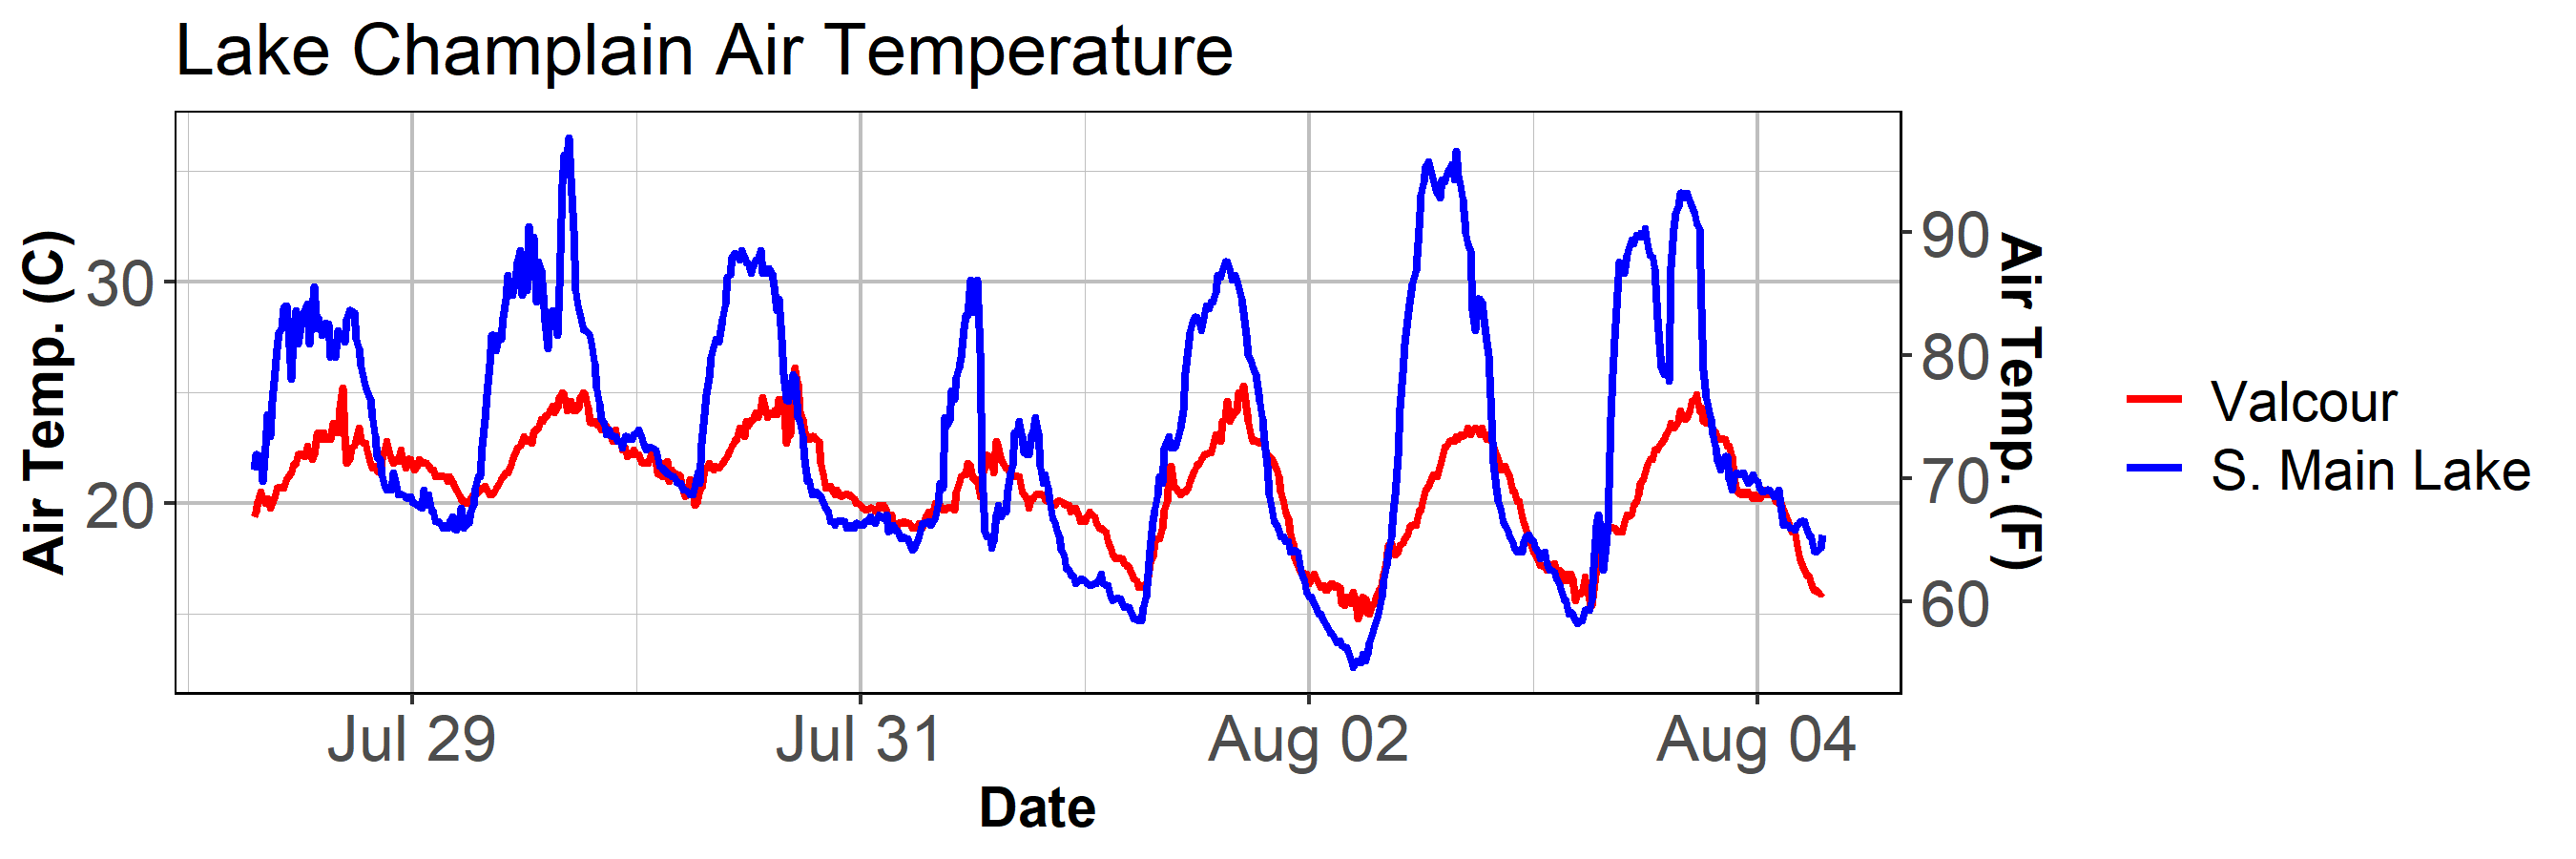 Lake Champlain Air Temperature
Air Temp. (C)
30
20
90
80
70
60
Air Temp. (F)
Valcour
S. Main Lake
Jul 29
Jul 31
Aug 02
Aug 04
Date